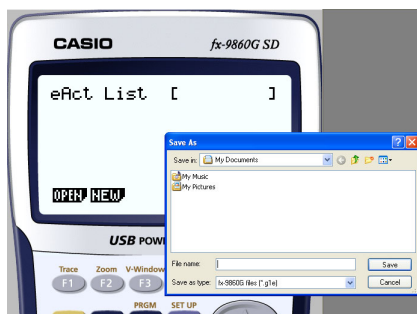 CASIO fx-9860G SD
eAct List [ ]
OPEN NEW
USB POW
Trace Zoom V-Window
F1 F2 F3
PRGM SET UP
Save As
Save in: My Documents
My Music
My Pictures
File name: Save
Save as type: fx-9860G files (*.g1e) Cancel